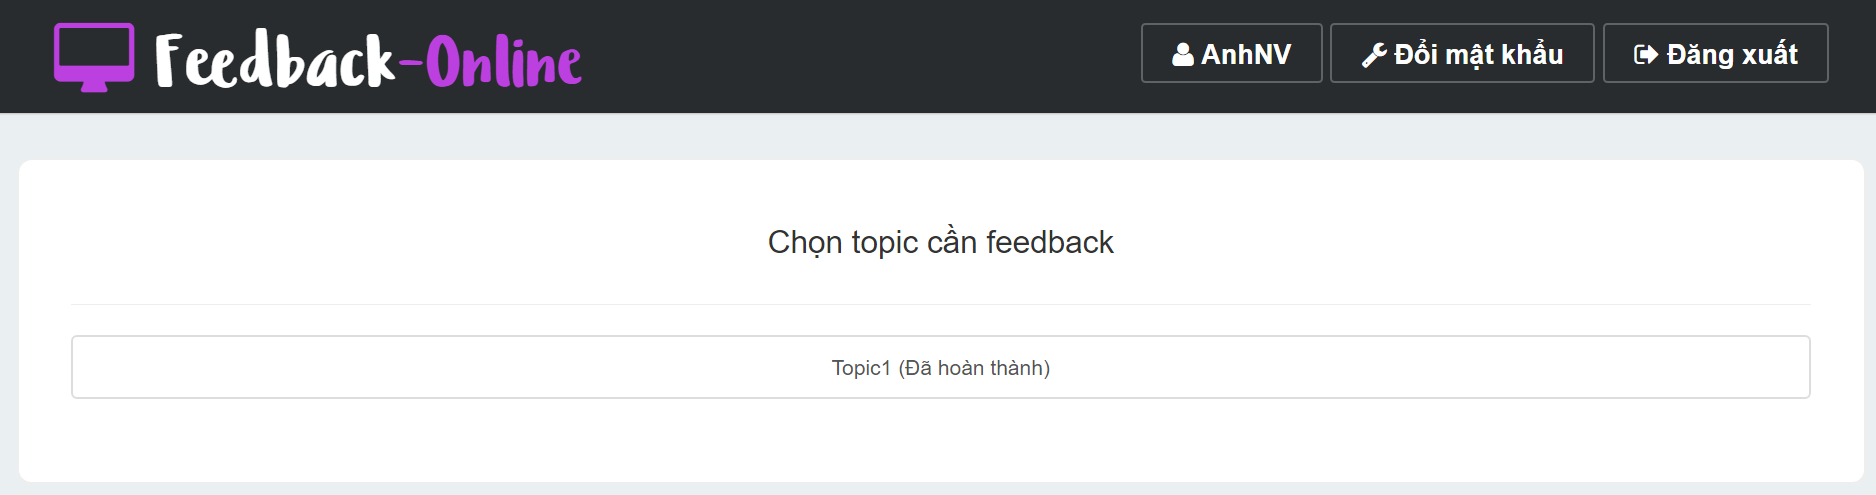 Feedback-Online
AnhNV
Đổi mật khẩu
Đăng xuất
Chọn topic cần feedback
Topic1 (Đã hoàn thành)